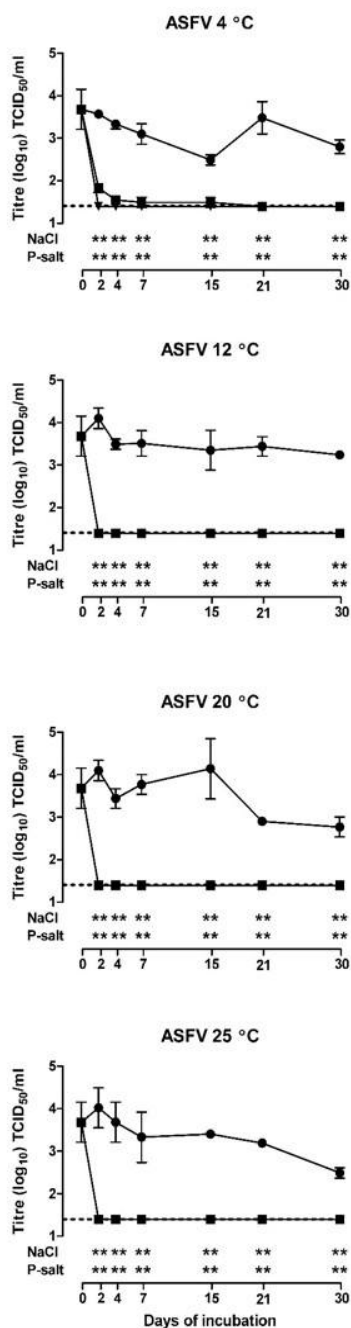 ASFV 4 °C
Titre (log10) TCID50/ml
5
4
3
2
1
NaCl ** ** ** ** ** **
P-salt ** ** ** ** ** **
0 2 4 7 15 21 30
ASFV 12 °C
Titre (log10) TCID50/ml
5
4
3
2
1
NaCl ** ** ** ** ** **
P-salt ** ** ** ** ** **
0 2 4 7 15 21 30
ASFV 20 °C
Titre (log10) TCID50/ml
5
4
3
2
1
NaCl ** ** ** ** ** **
P-salt ** ** ** ** ** **
0 2 4 7 15 21 30
ASFV 25 °C
Titre (log10) TCID50/ml
5
4
3
2
1
NaCl ** ** ** ** ** **
P-salt ** ** ** ** ** **
0 2 4 7 15 21 30
Days of incubation